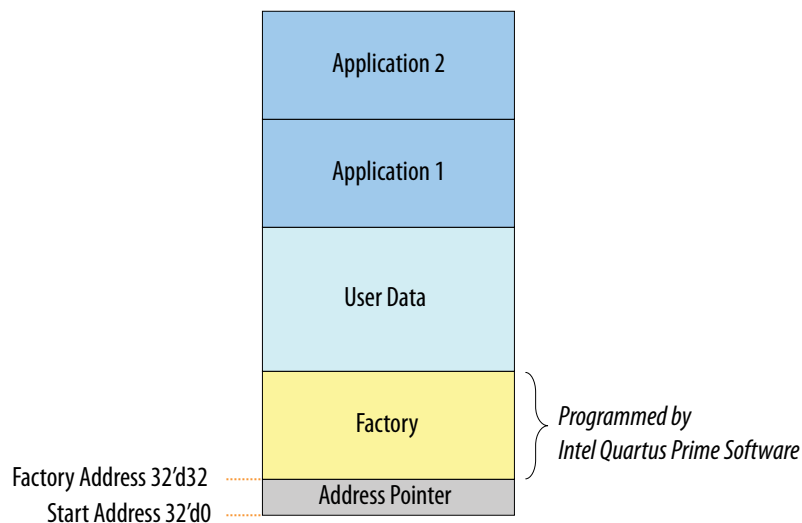 Application 2
Application 1
User Data
Factory
Programmed by
Intel Quartus Prime Software
Factory Address 32'd32
Address Pointer
Start Address 32'd0